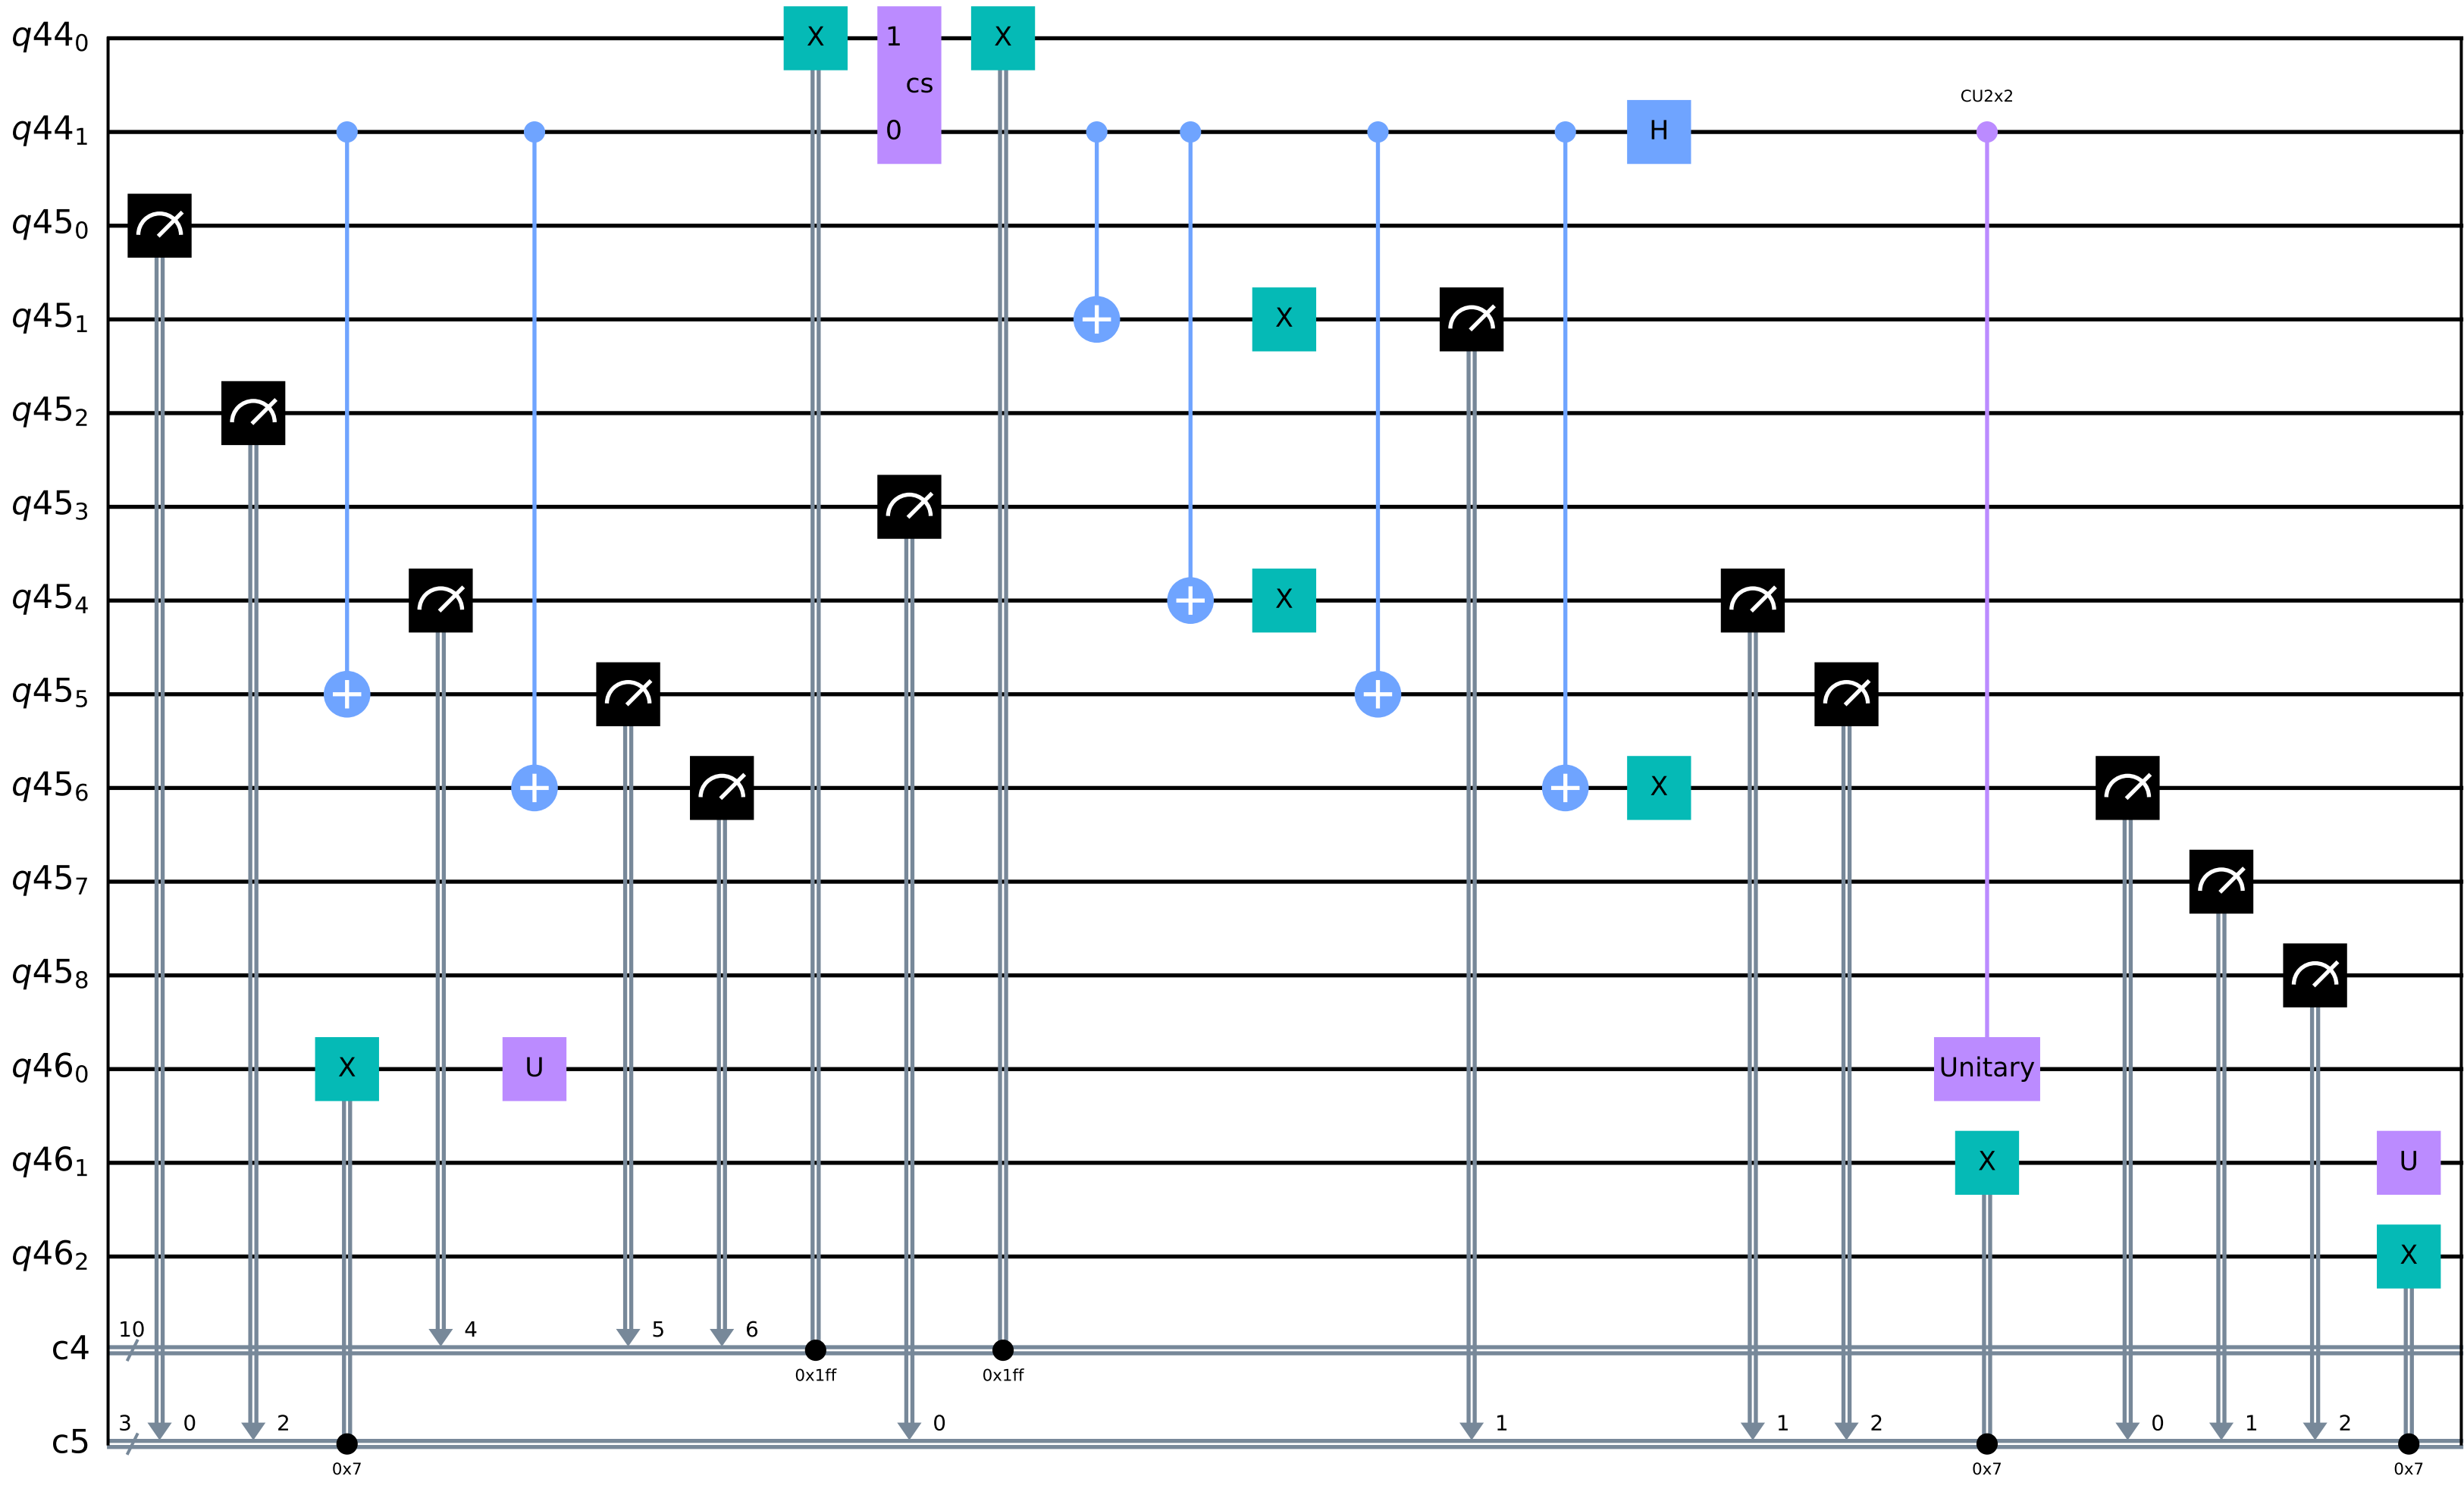 q44₀ X 1 X
cs
CU2x2
q44₁ 0 H
q45₀
q45₁ X
q45₂
q45₃
q45₄ X
q45₅
q45₆ X
q45₇
q45₈
q46₀ X U Unitary
q46₁ X U
q46₂ X
10 4 5 6
c4
0x1ff 0x1ff
3 0 2 0 1 1 2 0 1 2
c5
0x7 0x7 0x7